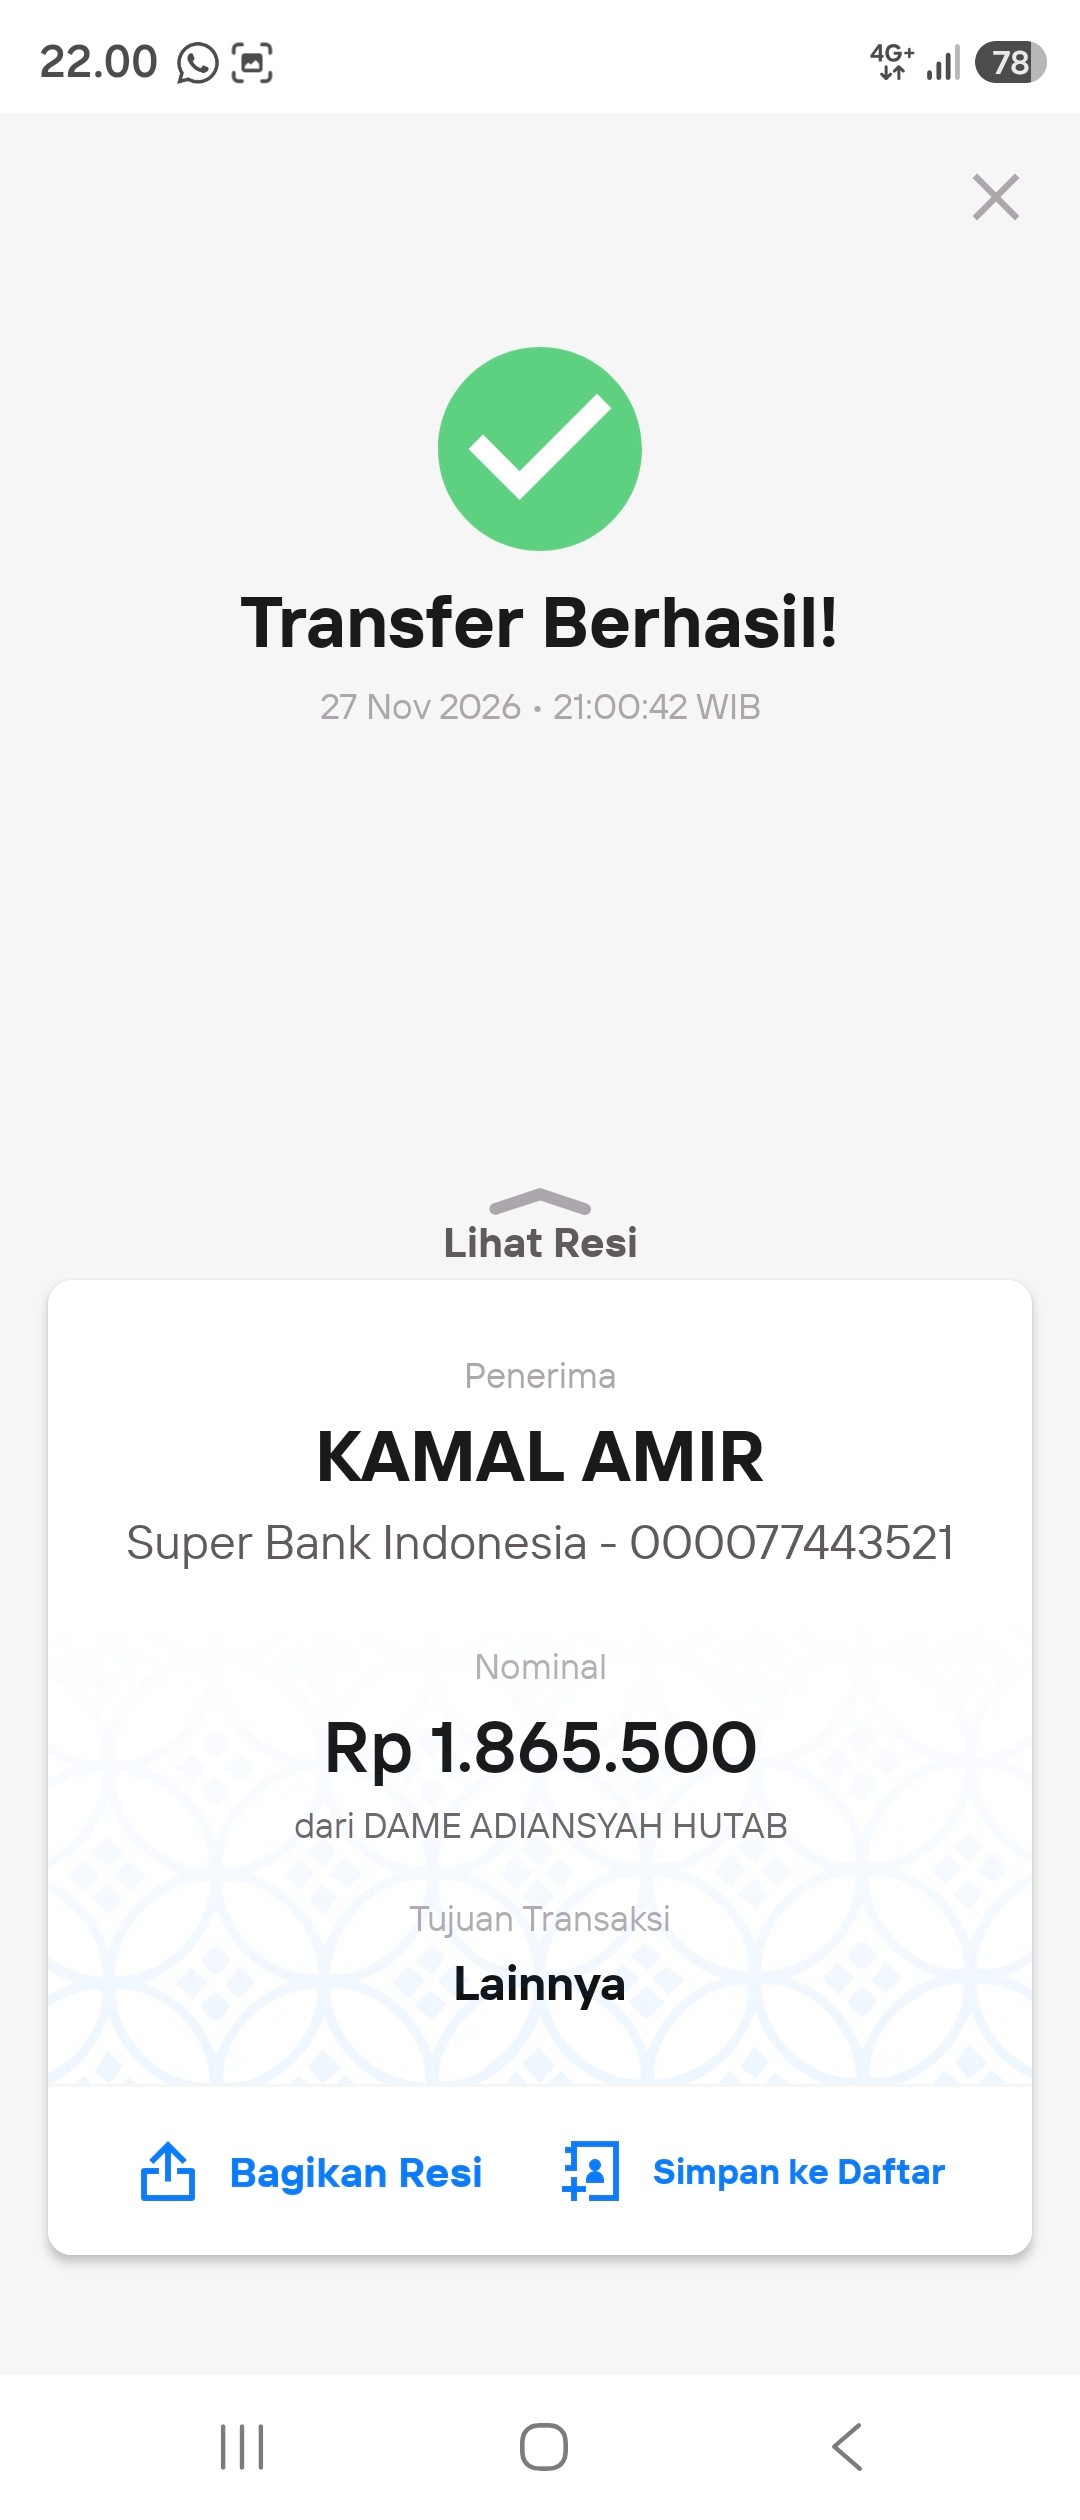 22.00
4G+
78
Transfer Berhasil!
27 Nov 2026 • 21:00:42 WIB
Lihat Resi
Penerima
KAMAL AMIR
Super Bank Indonesia - 000077443521
Nominal
Rp 1.865.500
dari DAME ADIANSYAH HUTAB
Tujuan Transaksi
Lainnya
Bagikan Resi
Simpan ke Daftar